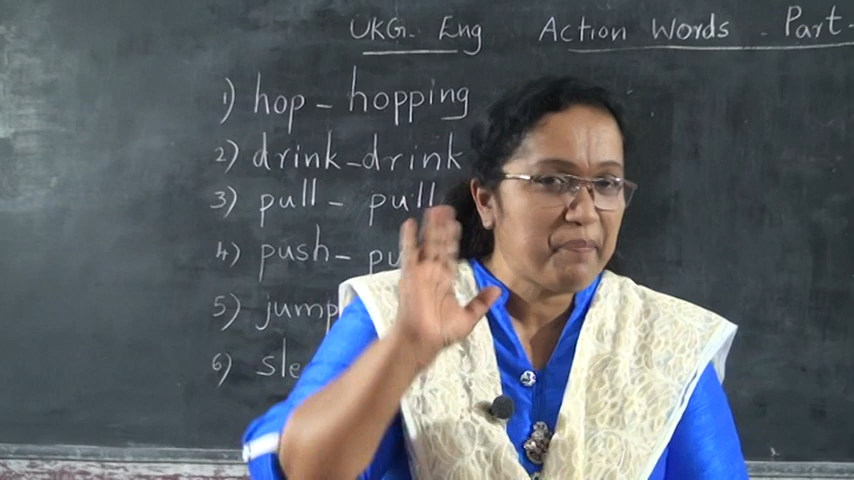 UKG. Eng Action Words - Part-
1) hop - hopping
2) drink - drink
3) pull - pull
4) push - pu
5) jump
6) sle